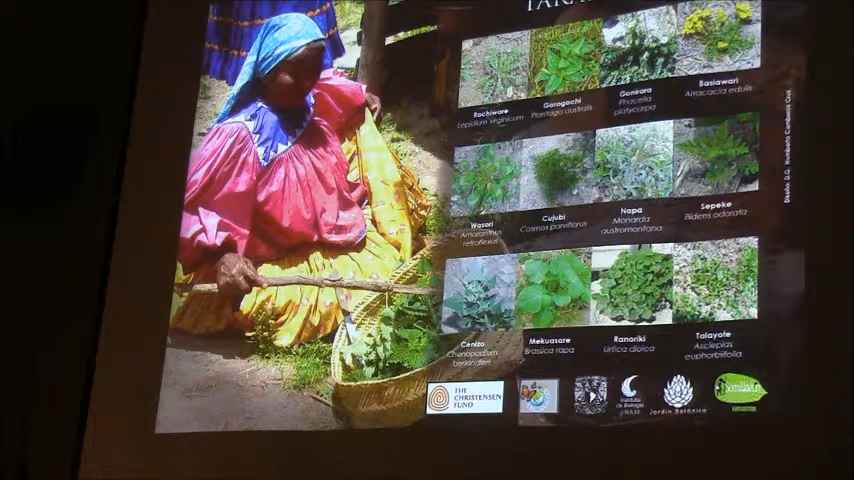 Rochiware
Lepidium virginicum
Gorogochi
Plantago australis
Gonirara
Phacelia
platycarpa
Basiawari
Arracacia edulis
Wasori
Amaranthus
retroflexus
Cujubi
Cosmos parviflorus
Napa
Monarda
austromontana
Sepeke
Bidens odorata
Cenizo
Chenopodium
berlandieri
Mekuasare
Brassica rapa
Ranoriki
Urtica dioica
Talayote
Asclepias
euphorbiifolia
THE
CHRISTENSEN
FUND
Instituto
de Biología
UNAM
Jardín Botánico
Diseño: D.G. Humberto